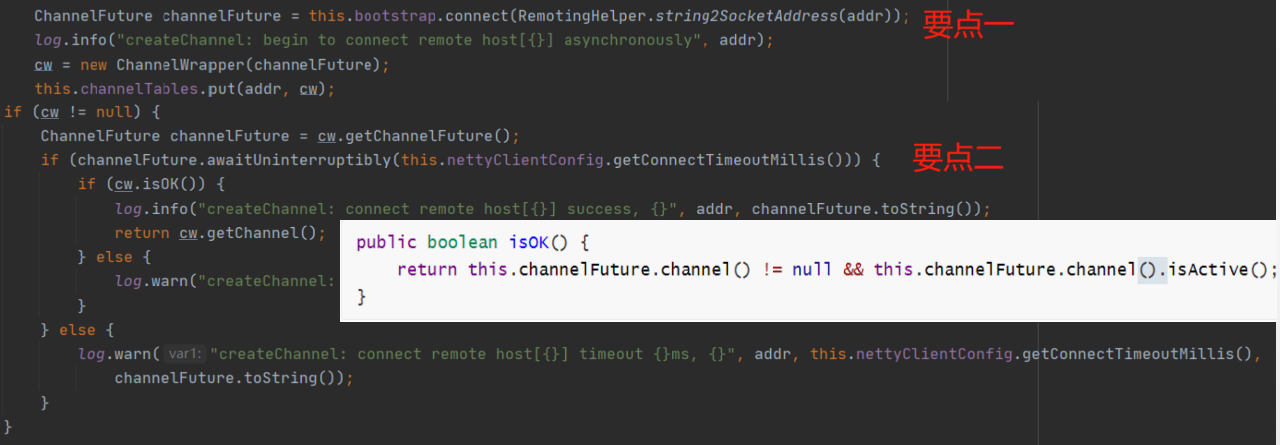 ChannelFuture channelFuture = this.bootstrap.connect(RemotingHelper.string2SocketAddress(addr)); 要点一
log.info("createChannel: begin to connect remote host[{}] asynchronously", addr);
cw = new ChannelWrapper(channelFuture);
this.channelTables.put(addr, cw);
if (cw != null) {
ChannelFuture channelFuture = cw.getChannelFuture();
if (channelFuture.awaitUninterruptibly(this.nettyClientConfig.getConnectTimeoutMillis())) { 要点二
if (cw.isOK()) {
log.info("createChannel: connect remote host[{}] success, {}", addr, channelFuture.toString());
return cw.getChannel();
} else {
log.warn("createChannel:
}
public boolean isOK() {
return this.channelFuture.channel() != null && this.channelFuture.channel().isActive();
}
} else {
log.warn( var1: "createChannel: connect remote host[{}] timeout {}ms, {}", addr, this.nettyClientConfig.getConnectTimeoutMillis(),
channelFuture.toString());
}
}